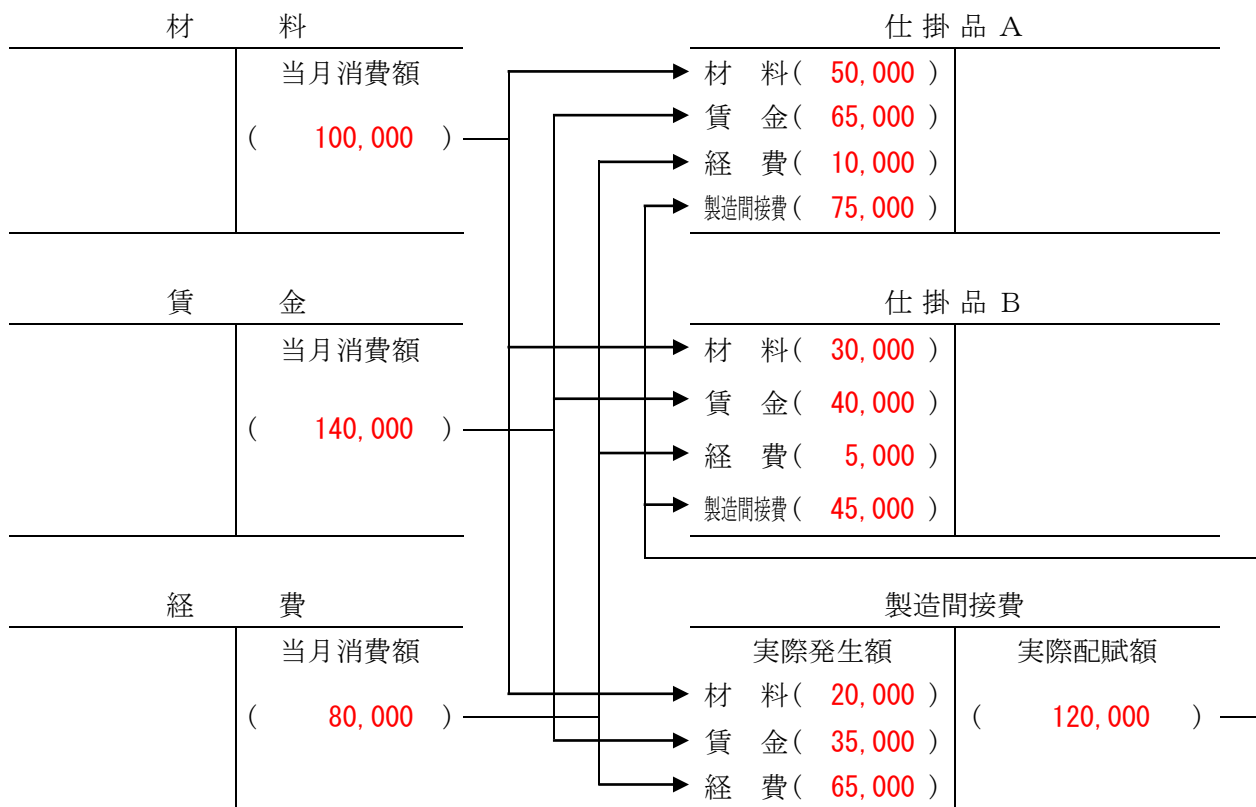 材　料
当月消費額
( 100,000 )
仕掛品 A
材　料( 50,000 )
賃　金( 65,000 )
経　費( 10,000 )
製造間接費( 75,000 )
賃　金
当月消費額
( 140,000 )
仕掛品 B
材　料( 30,000 )
賃　金( 40,000 )
経　費( 5,000 )
製造間接費( 45,000 )
経　費
当月消費額
( 80,000 )
製造間接費
実際発生額　実際配賦額
材　料( 20,000 )
( 120,000 )
賃　金( 35,000 )
経　費( 65,000 )